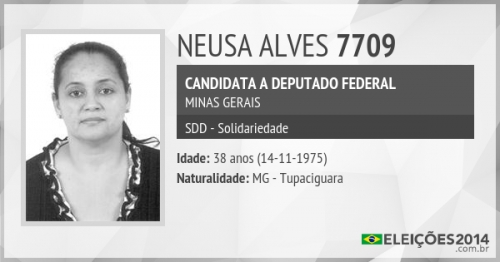 NEUSA ALVES 7709
CANDIDATA A DEPUTADO FEDERAL
MINAS GERAIS
SDD - Solidariedade
Idade: 38 anos (14-11-1975)
Naturalidade: MG - Tupaciguara
ELEIÇÕES2014
.com.br